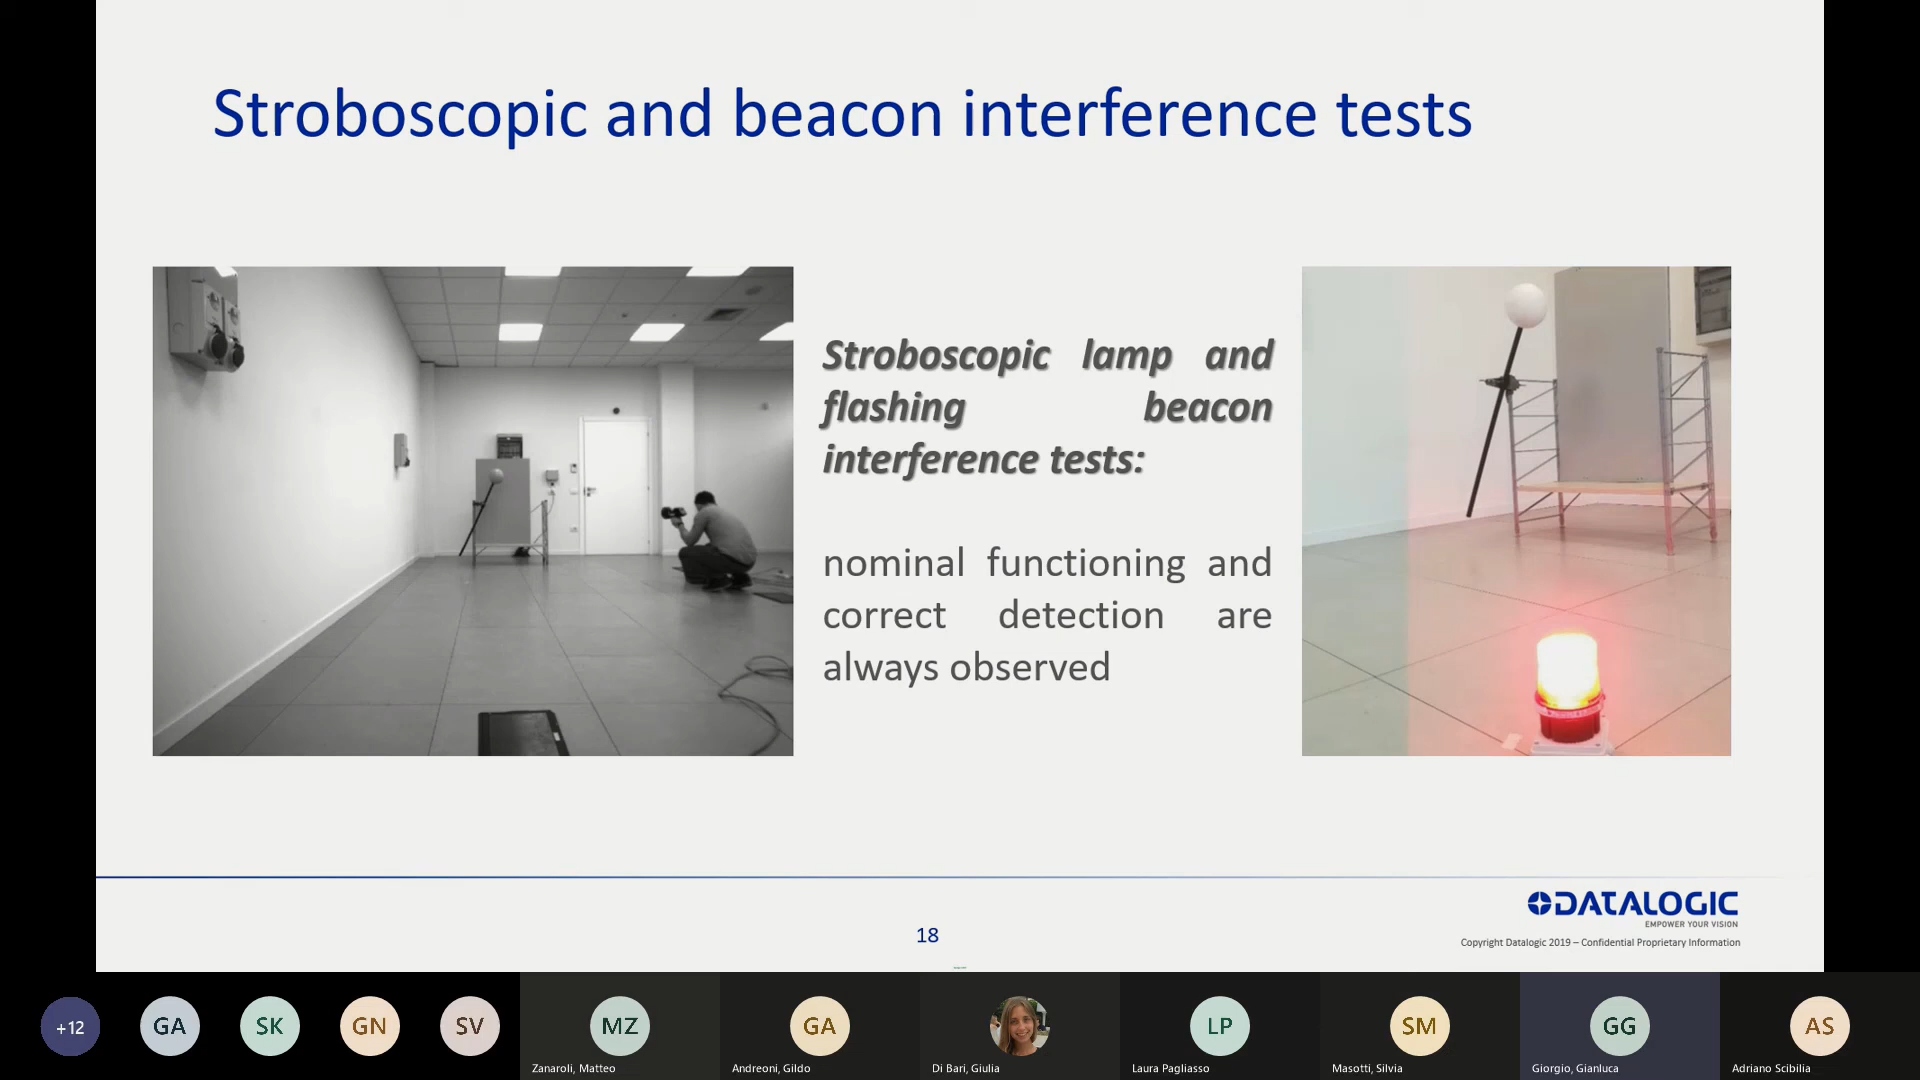 Stroboscopic and beacon interference tests
Stroboscopic lamp and
flashing beacon
interference tests:
nominal functioning and
correct detection are
always observed
18
DATALOGIC
EMPOWER YOUR VISION
Copyright Datalogic 2019 – Confidential Proprietary Information
+12
GA
SK
GN
SV
MZ
GA
LP
SM
GG
AS
Zanaroli, Matteo
Andreoni, Gildo
Di Bari, Giulia
Laura Pagliasso
Masotti, Silvia
Giorgio, Gianluca
Adriano Scibilia